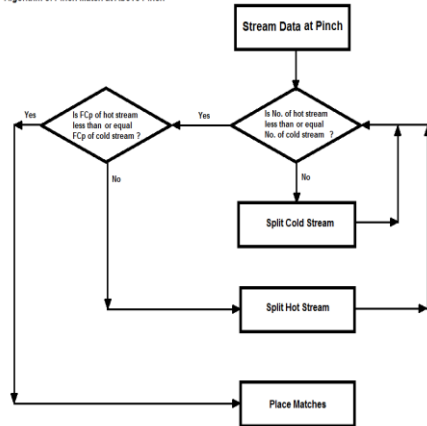 Stream Data at Pinch
Is FCp of hot stream
less than or equal
FCp of cold stream ?
Is No. of hot stream
less than or equal
No. of cold stream ?
Yes
Yes
No
No
Split Cold Stream
Split Hot Stream
Place Matches